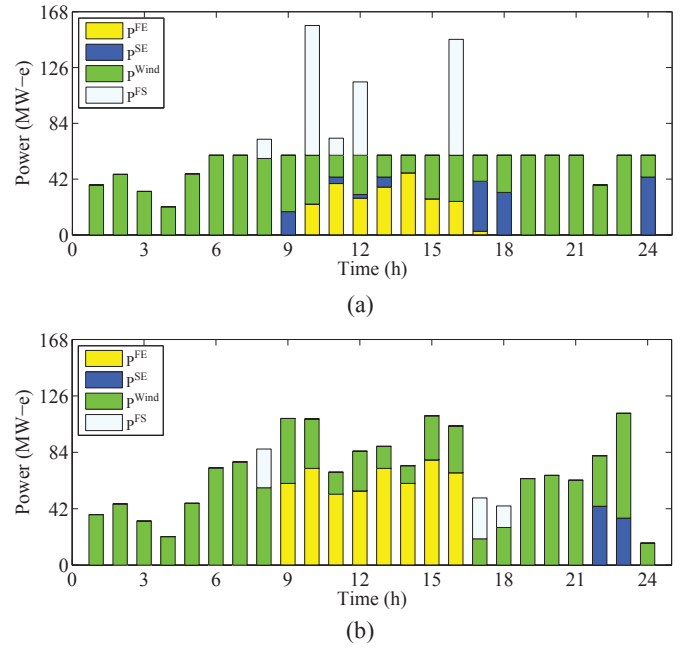 168
126
84
42
0
Power (MW−e)
P^FE
P^SE
P^Wind
P^FS
0 3 6 9 12 15 18 21 24
Time (h)
(a)
168
126
84
42
0
Power (MW−e)
P^FE
P^SE
P^Wind
P^FS
0 3 6 9 12 15 18 21 24
Time (h)
(b)